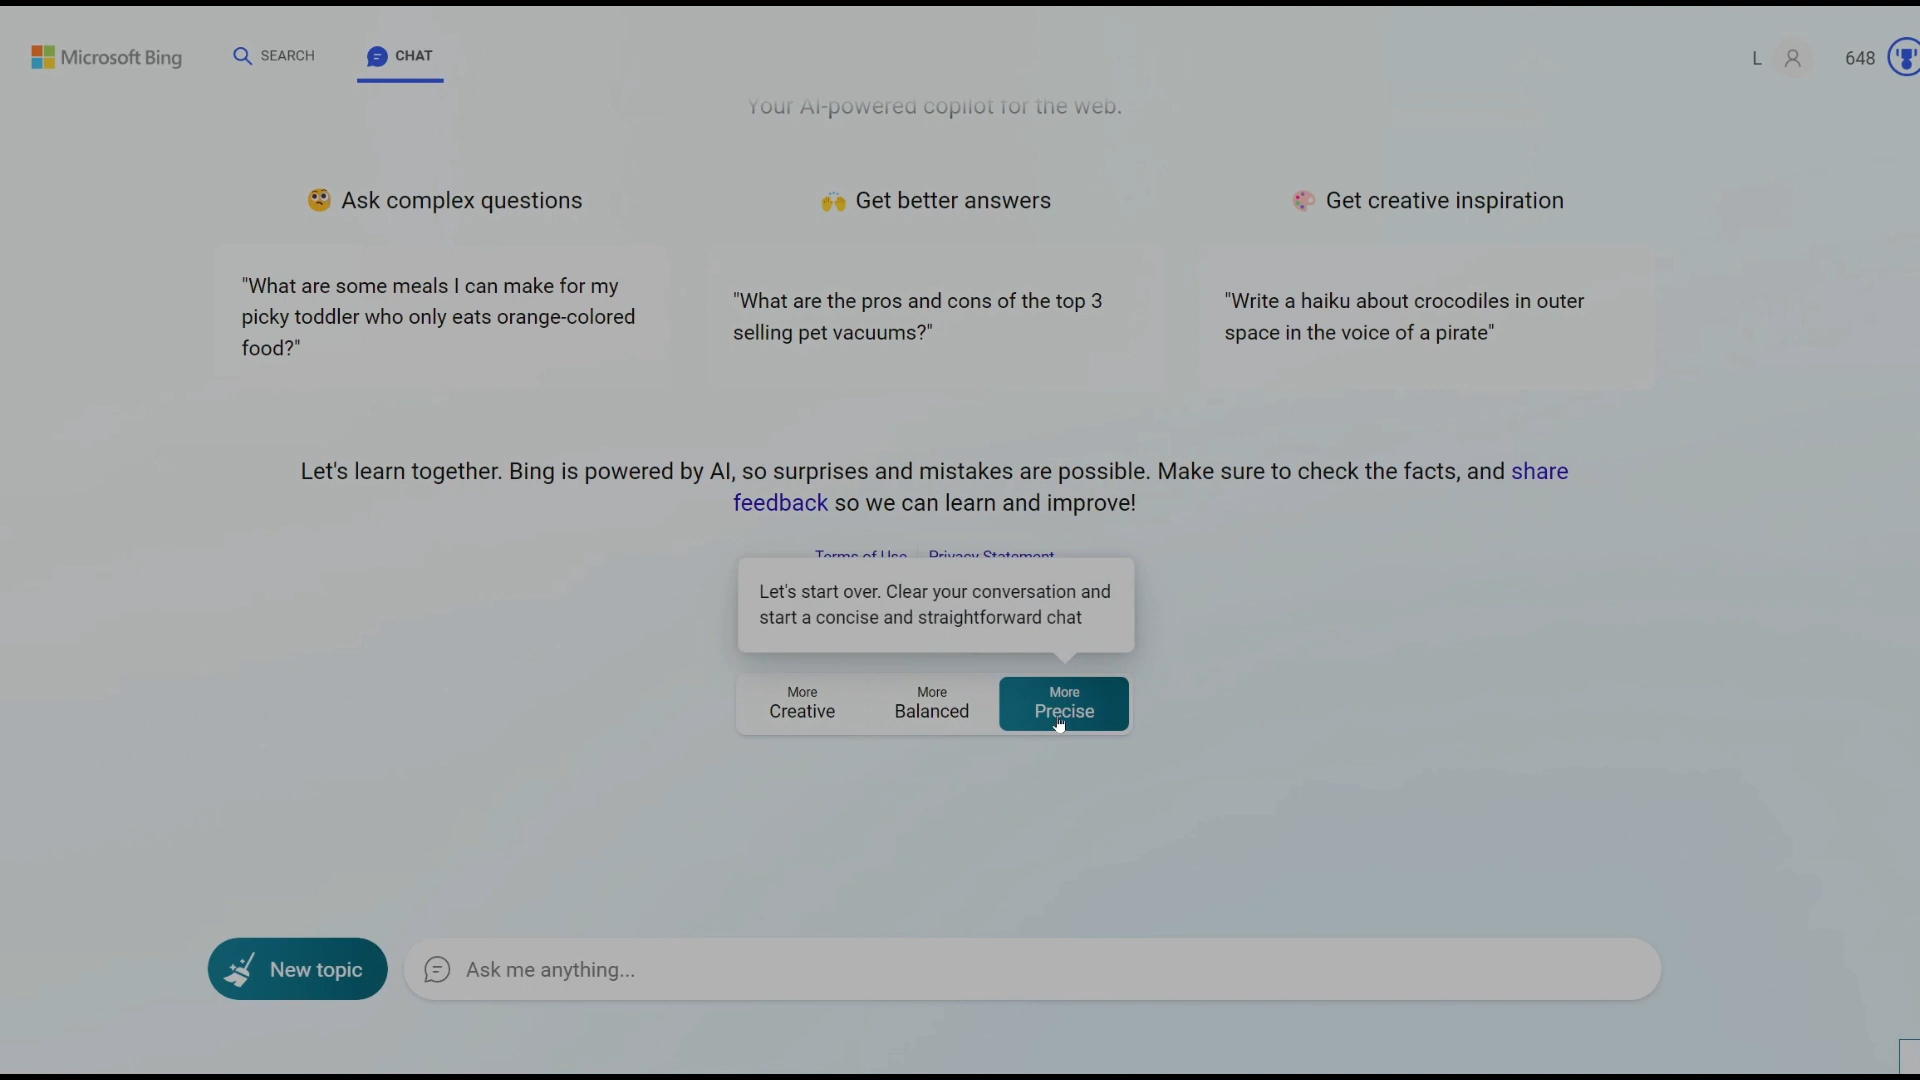 Microsoft Bing
SEARCH
CHAT
L
648
Your AI-powered copilot for the web.
Ask complex questions
Get better answers
Get creative inspiration
"What are some meals I can make for my
picky toddler who only eats orange-colored
food?"
"What are the pros and cons of the top 3
selling pet vacuums?"
"Write a haiku about crocodiles in outer
space in the voice of a pirate"
Let's learn together. Bing is powered by AI, so surprises and mistakes are possible. Make sure to check the facts, and share
feedback so we can learn and improve!
Terms of Use
Privacy Statement
Let's start over. Clear your conversation and
start a concise and straightforward chat
More
Creative
More
Balanced
More
Precise
New topic
Ask me anything...